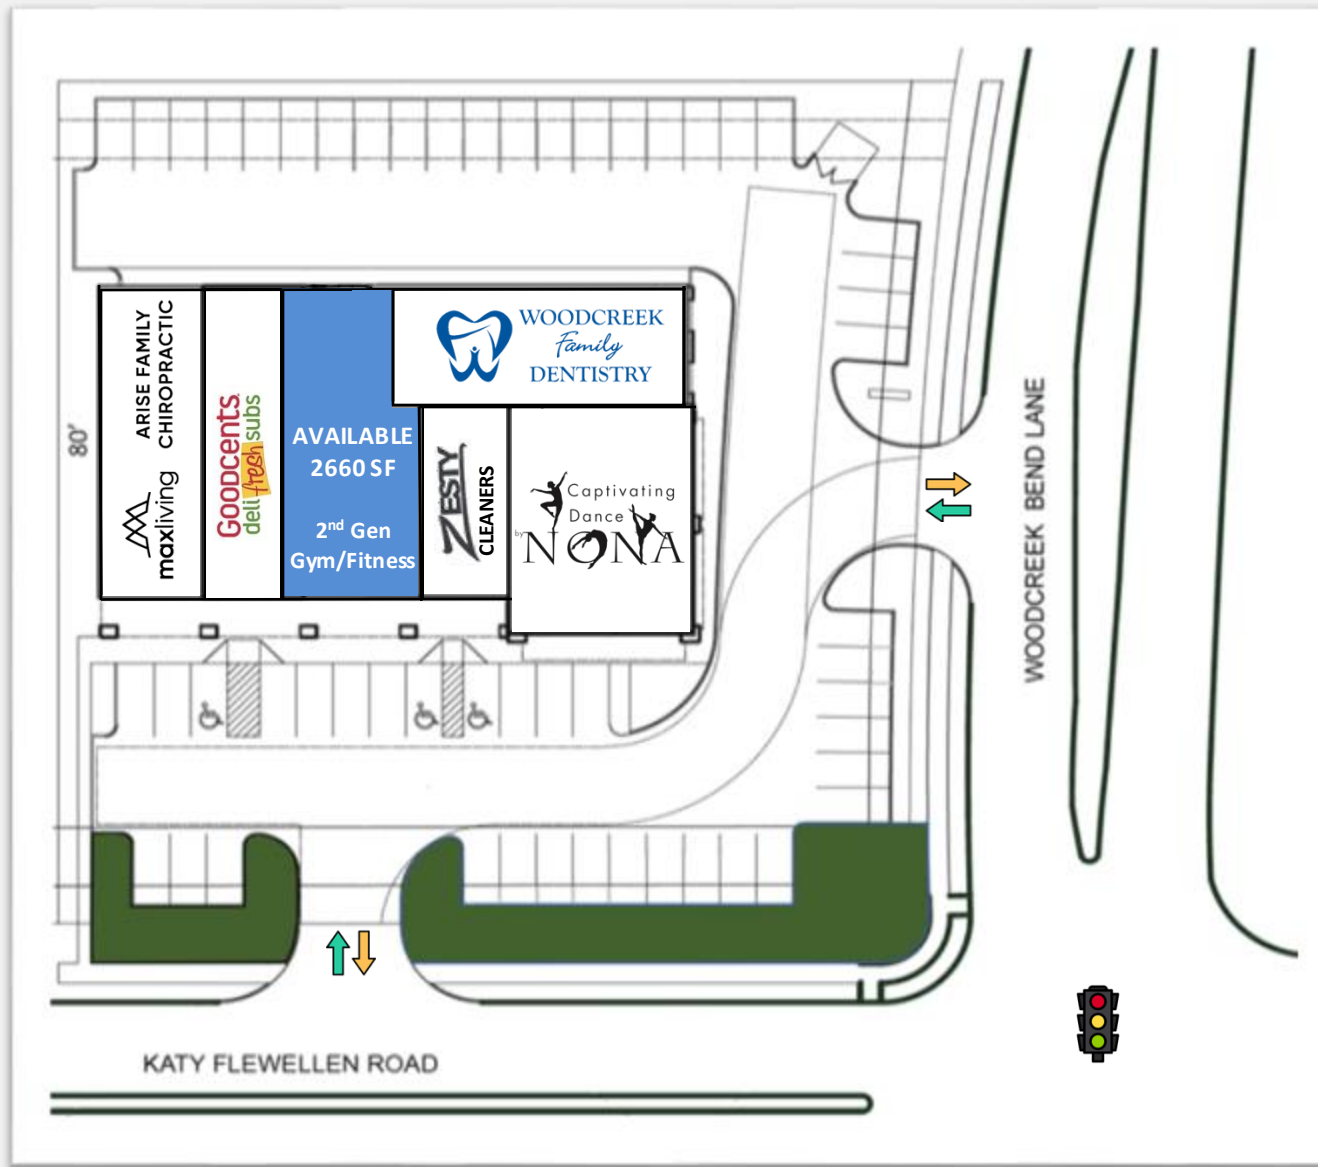 80'
ARISE FAMILY
CHIROPRACTIC
maxliving
GOODCENTS
deli fresh subs
AVAILABLE
2660 SF
2nd Gen
Gym/Fitness
WOODCREEK
Family
DENTISTRY
ZESTY
CLEANERS
Captivating
Dance
by
NONA
WOODCREEK BEND LANE
KATY FLEWELLEN ROAD